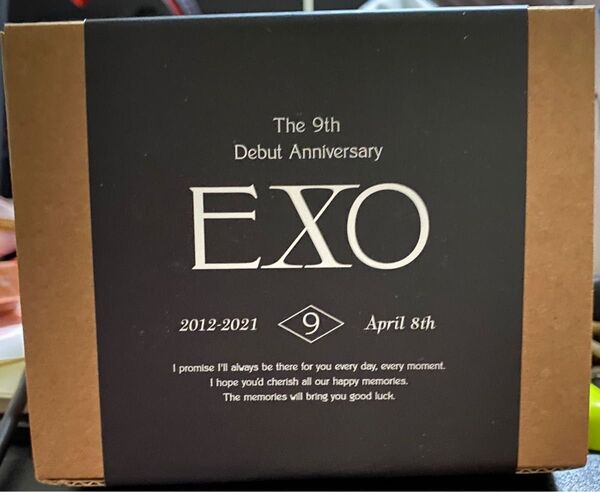 The 9th
Debut Anniversary
EXO
2012-2021 9 April 8th
I promise I'll always be there for you every day, every moment.
I hope you'd cherish all our happy memories.
The memories will bring you good luck.